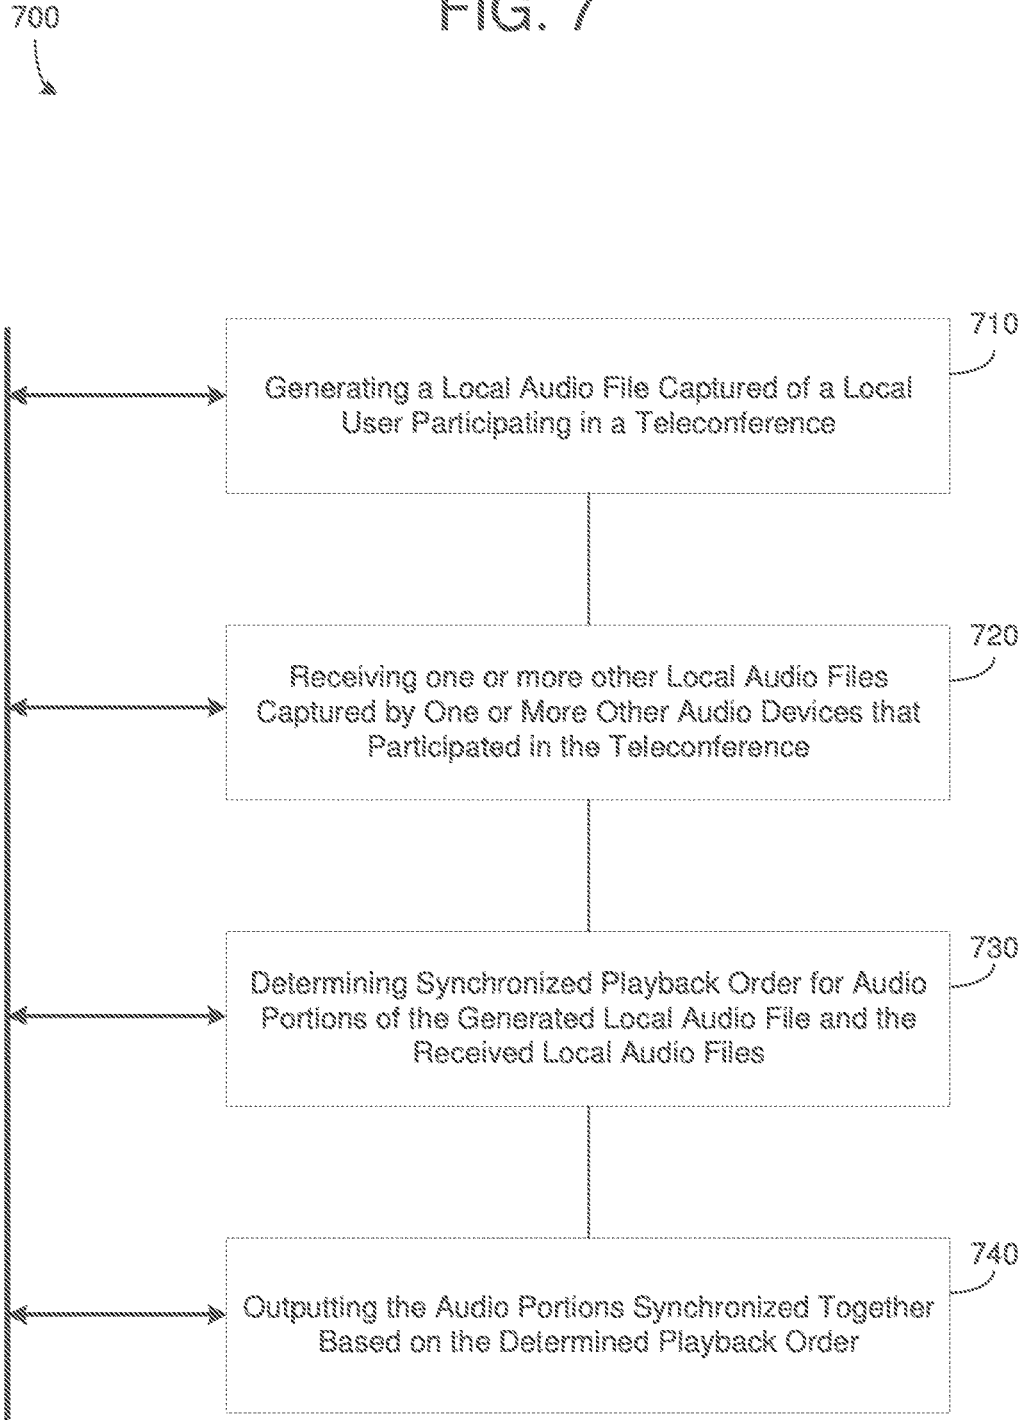 FIG. 7
700
710
Generating a Local Audio File Captured of a Local
User Participating in a Teleconference
720
Receiving one or more other Local Audio Files
Captured by One or More Other Audio Devices that
Participated in the Teleconference
730
Determining Synchronized Playback Order for Audio
Portions of the Generated Local Audio File and the
Received Local Audio Files
740
Outputting the Audio Portions Synchronized Together
Based on the Determined Playback Order